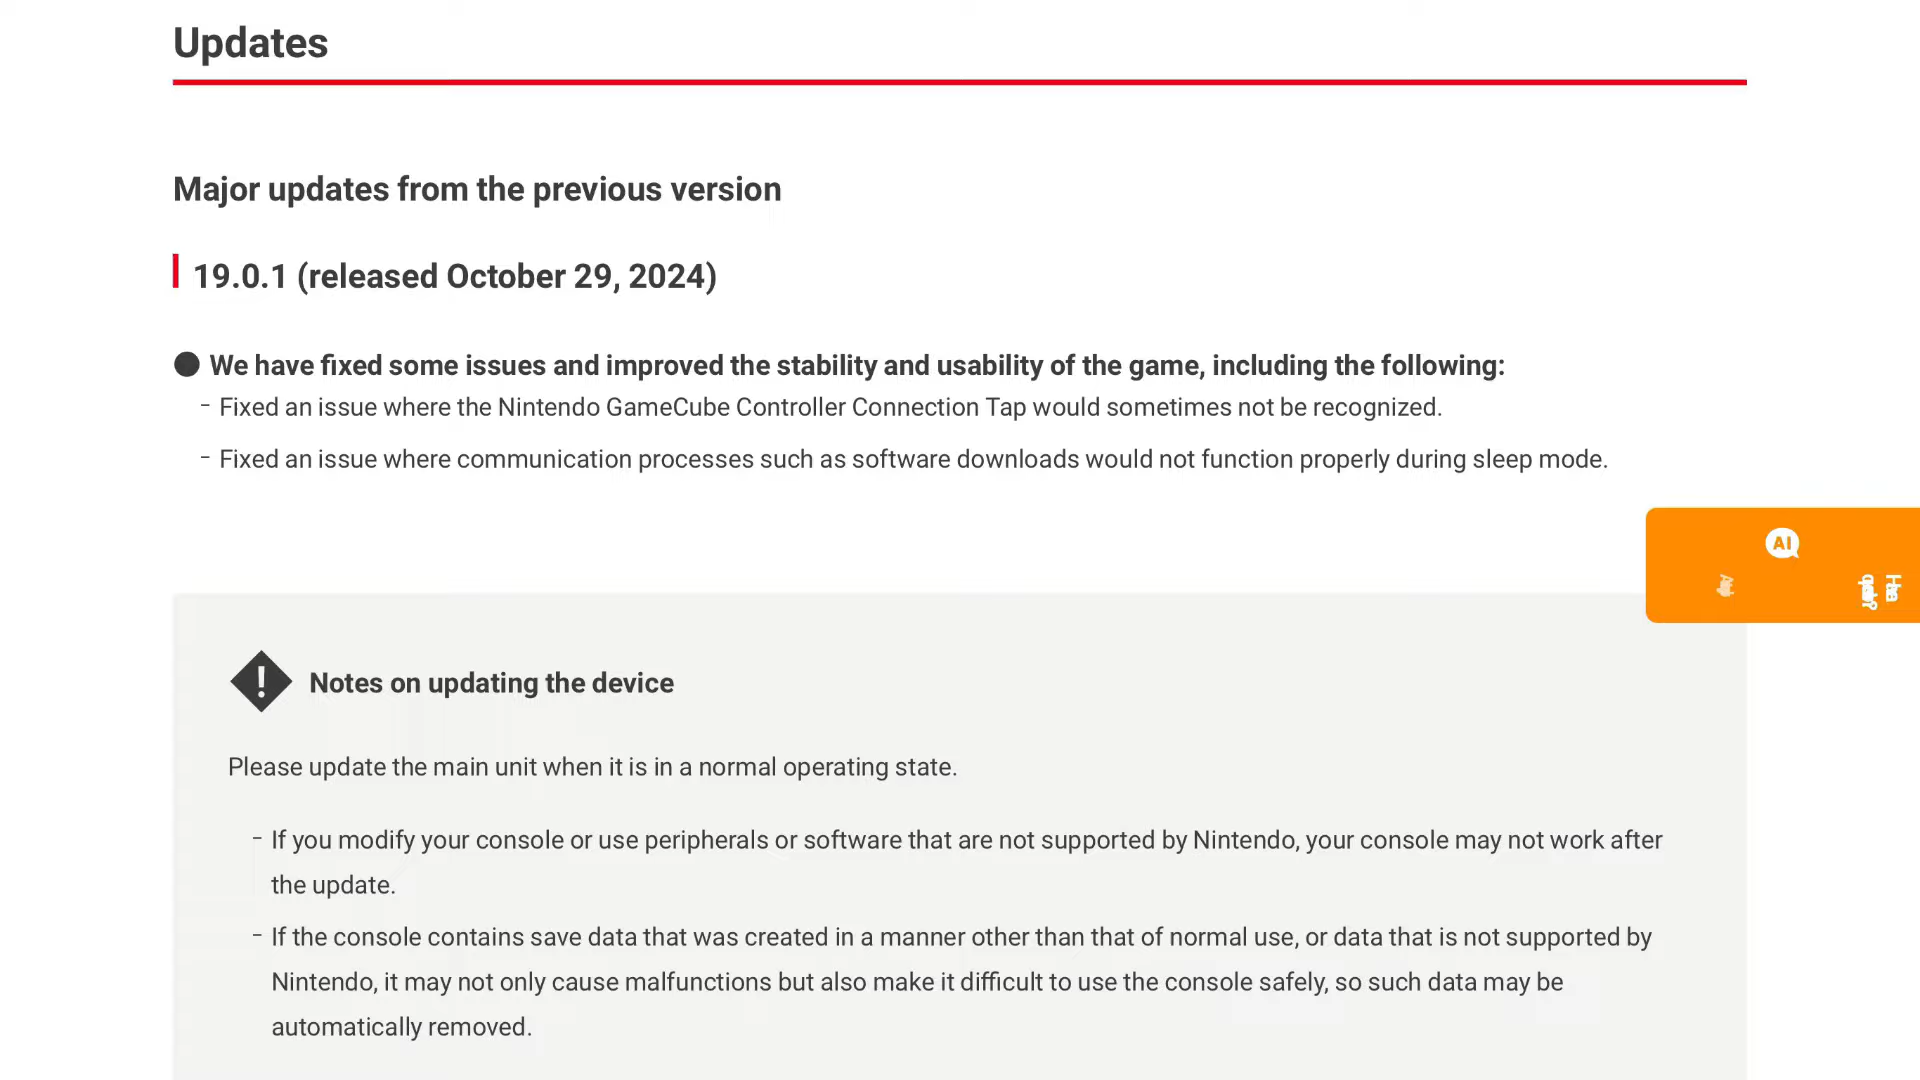 Updates
Major updates from the previous version
19.0.1 (released October 29, 2024)
● We have fixed some issues and improved the stability and usability of the game, including the following:
- Fixed an issue where the Nintendo GameCube Controller Connection Tap would sometimes not be recognized.
- Fixed an issue where communication processes such as software downloads would not function properly during sleep mode.
AI
Notes on updating the device
Please update the main unit when it is in a normal operating state.
- If you modify your console or use peripherals or software that are not supported by Nintendo, your console may not work after
the update.
- If the console contains save data that was created in a manner other than that of normal use, or data that is not supported by
Nintendo, it may not only cause malfunctions but also make it difficult to use the console safely, so such data may be
automatically removed.